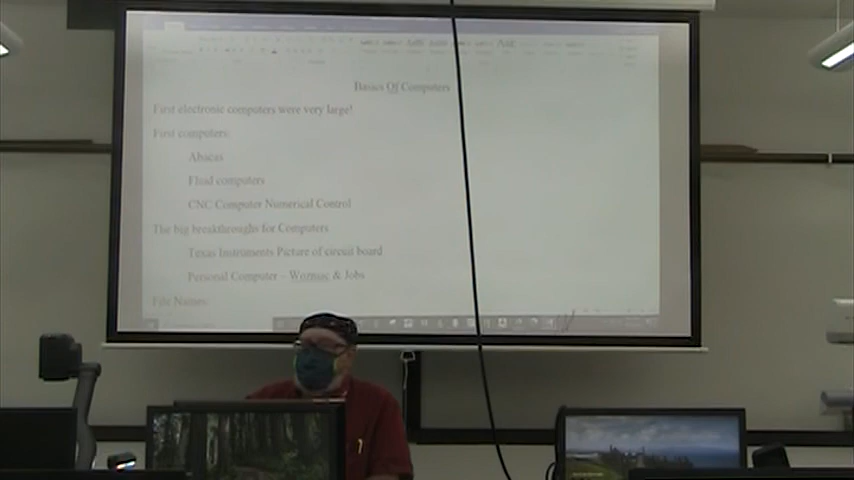 Basics Of Computers
First electronic computers were very large!
First computers:
Abacas
Fluid computers
CNC Computer Numerical Control
The big breakthroughs for Computers
Texas Instruments Picture of circuit board
Personal Computer – Wozniac & Jobs
File Names: